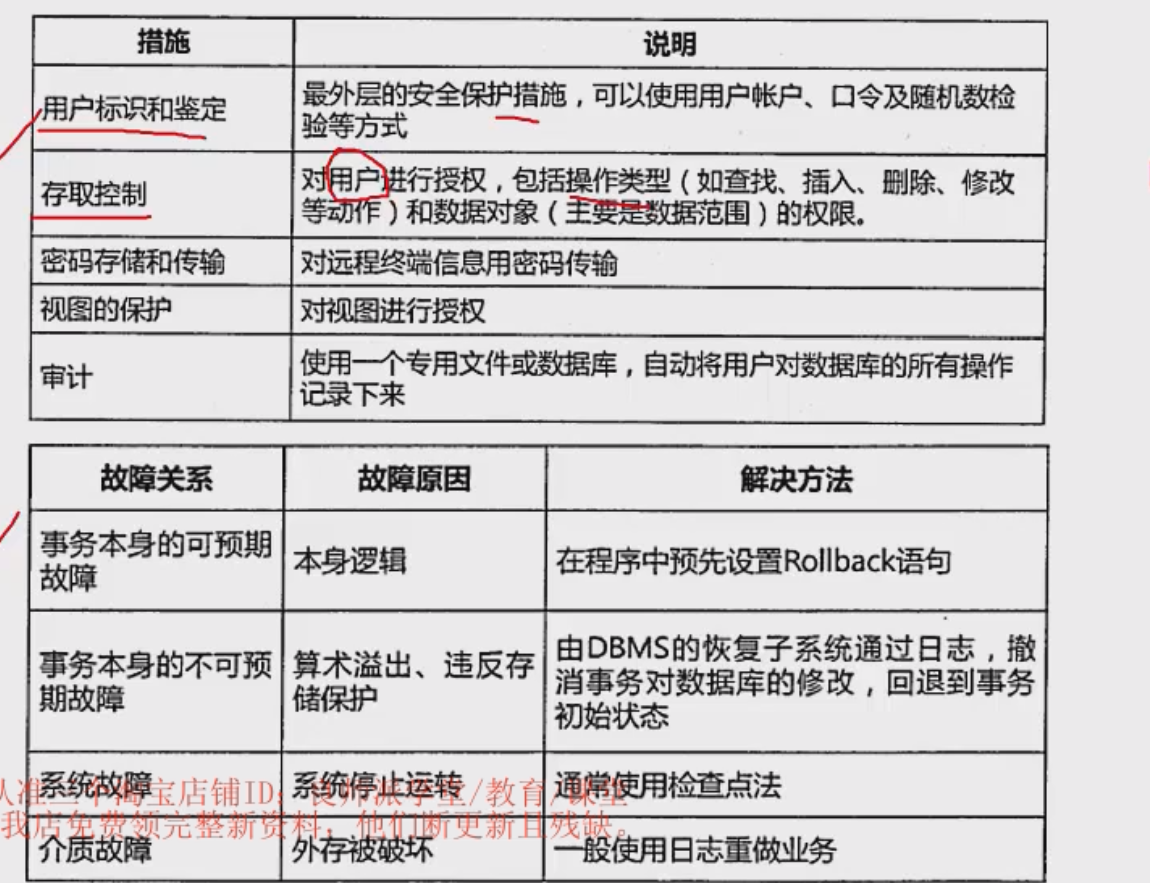 措施 说明
用户标识和鉴定
最外层的安全保护措施，可以使用用户帐户、口令及随机数检
验等方式
存取控制
对用户进行授权，包括操作类型（如查找、插入、删除、修改
等动作）和数据对象（主要是数据范围）的权限。
密码存储和传输 对远程终端信息用密码传输
视图的保护 对视图进行授权
审计
使用一个专用文件或数据库，自动将用户对数据库的所有操作
记录下来
故障关系 故障原因 解决方法
事务本身的可预期
故障
本身逻辑
在程序中预先设置Rollback语句
事务本身的不可预
期故障
算术溢出、违反存
储保护
由DBMS的恢复子系统通过日志，撤
消事务对数据库的修改，回退到事务
初始状态
系统故障 系统停止运转 通常使用检查点法
淘宝店铺ID：良师派学堂/教育/课堂
我店免费领完整新资料，他们断更新且残缺。
介质故障 外存被破坏 一般使用日志重做业务